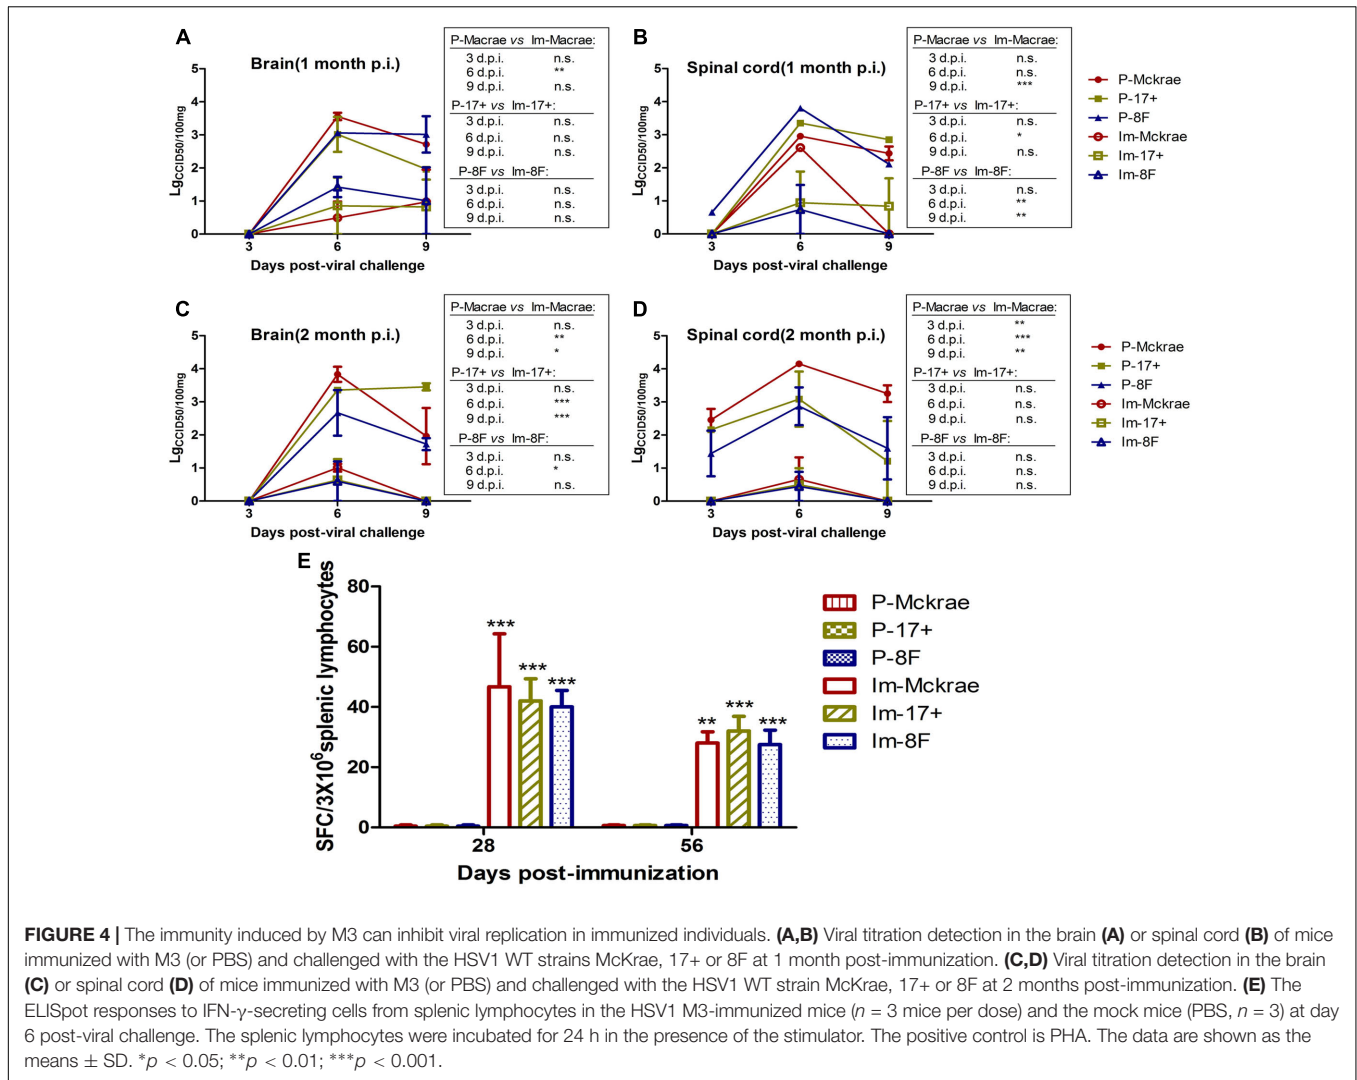 A
Brain(1 month p.i.)
LgCCID50/100mg
5
4
3
2
1
0
3 6 9
Days post-viral challenge
P-Macrae vs Im-Macrae:
3 d.p.i. n.s.
6 d.p.i. **
9 d.p.i. n.s.
P-17+ vs Im-17+:
3 d.p.i. n.s.
6 d.p.i. n.s.
9 d.p.i. n.s.
P-8F vs Im-8F:
3 d.p.i. n.s.
6 d.p.i. n.s.
9 d.p.i. n.s.
B
Spinal cord(1 month p.i.)
LgCCID50/100mg
5
4
3
2
1
0
3 6 9
Days post-viral challenge
P-Macrae vs Im-Macrae:
3 d.p.i. n.s.
6 d.p.i. n.s.
9 d.p.i. ***
P-17+ vs Im-17+:
3 d.p.i. n.s.
6 d.p.i. *
9 d.p.i. n.s.
P-8F vs Im-8F:
3 d.p.i. n.s.
6 d.p.i. **
9 d.p.i. **
P-Mckrae
P-17+
P-8F
Im-Mckrae
Im-17+
Im-8F
C
Brain(2 month p.i.)
LgCCID50/100mg
5
4
3
2
1
0
3 6 9
Days post-viral challenge
P-Macrae vs Im-Macrae:
3 d.p.i. n.s.
6 d.p.i. **
9 d.p.i. *
P-17+ vs Im-17+:
3 d.p.i. n.s.
6 d.p.i. ***
9 d.p.i. ***
P-8F vs Im-8F:
3 d.p.i. n.s.
6 d.p.i. *
9 d.p.i. n.s.
D
Spinal cord(2 month p.i.)
LgCCID50/100mg
5
4
3
2
1
0
3 6 9
Days post-viral challenge
P-Macrae vs Im-Macrae:
3 d.p.i. **
6 d.p.i. ***
9 d.p.i. **
P-17+ vs Im-17+:
3 d.p.i. n.s.
6 d.p.i. n.s.
9 d.p.i. n.s.
P-8F vs Im-8F:
3 d.p.i. n.s.
6 d.p.i. n.s.
9 d.p.i. n.s.
P-Mckrae
P-17+
P-8F
Im-Mckrae
Im-17+
Im-8F
E
SFC/3X10⁶splenic lymphocytes
80
60
40
20
0
*** *** ***
** *** ***
28 56
Days post-immunization
P-Mckrae
P-17+
P-8F
Im-Mckrae
Im-17+
Im-8F
FIGURE 4 | The immunity induced by M3 can inhibit viral replication in immunized individuals. (A,B) Viral titration detection in the brain (A) or spinal cord (B) of mice
immunized with M3 (or PBS) and challenged with the HSV1 WT strains McKrae, 17+ or 8F at 1 month post-immunization. (C,D) Viral titration detection in the brain
(C) or spinal cord (D) of mice immunized with M3 (or PBS) and challenged with the HSV1 WT strain McKrae, 17+ or 8F at 2 months post-immunization. (E) The
ELISpot responses to IFN-γ-secreting cells from splenic lymphocytes in the HSV1 M3-immunized mice (n = 3 mice per dose) and the mock mice (PBS, n = 3) at day
6 post-viral challenge. The splenic lymphocytes were incubated for 24 h in the presence of the stimulator. The positive control is PHA. The data are shown as the
means ± SD. *p < 0.05; **p < 0.01; ***p < 0.001.